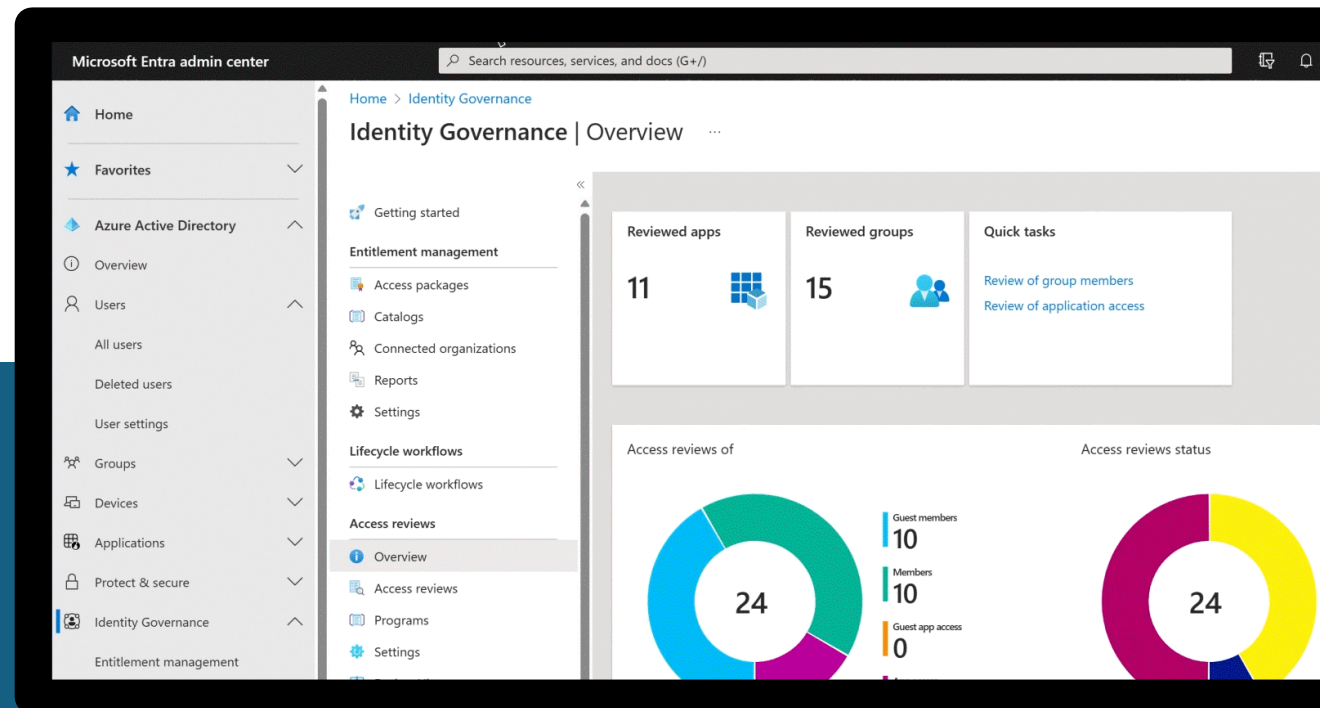 Microsoft Entra admin center
Search resources, services, and docs (G+/)
Home
Favorites
Azure Active Directory
Overview
Users
All users
Deleted users
User settings
Groups
Devices
Applications
Protect & secure
Identity Governance
Entitlement management
Home > Identity Governance
Identity Governance | Overview ...
«
Getting started
Entitlement management
Access packages
Catalogs
Connected organizations
Reports
Settings
Lifecycle workflows
Lifecycle workflows
Access reviews
Overview
Access reviews
Programs
Settings
Reviewed apps
11
Reviewed groups
15
Quick tasks
Review of group members
Review of application access
Access reviews of
24
Guest members
10
Members
10
Guest app access
0
Access reviews status
24